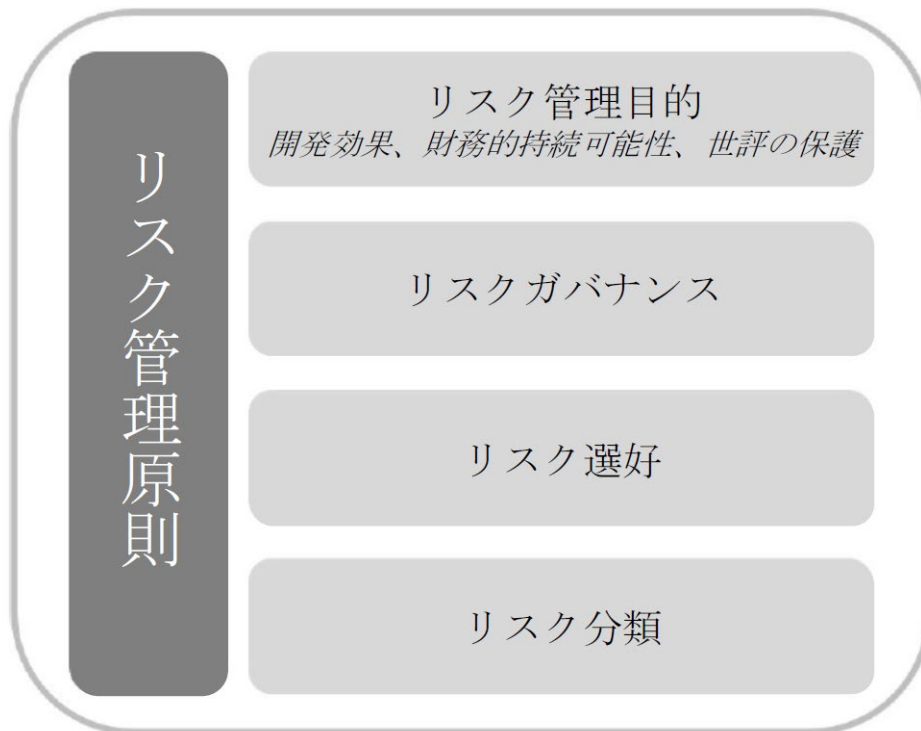 リスク管理原則
リスク管理目的
開発効果、財務的持続可能性、世評の保護
リスクガバナンス
リスク選好
リスク分類